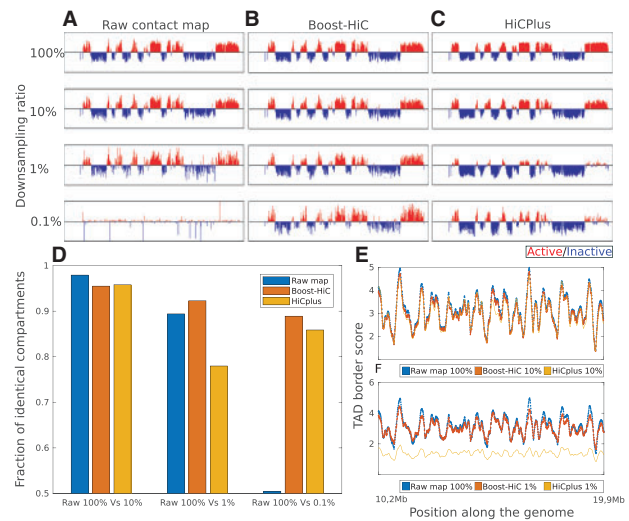 A Raw contact map
B Boost-HiC
C HiCPlus
Downsampling ratio
100%
10%
1%
0.1%
Active/Inactive
D
Fraction of identical compartments
1
0.9
0.8
0.7
0.6
0.5
Raw map
Boost-HiC
HiCplus
Raw 100% Vs 10% Raw 100% Vs 1% Raw 100% Vs 0.1%
E
TAD border score
5
4
3
2
Raw map 100% Boost-HiC 10% HiCplus 10%
F
6
4
2
Raw map 100% Boost-HiC 1% HiCplus 1%
10,2Mb 19,9Mb
Position along the genome